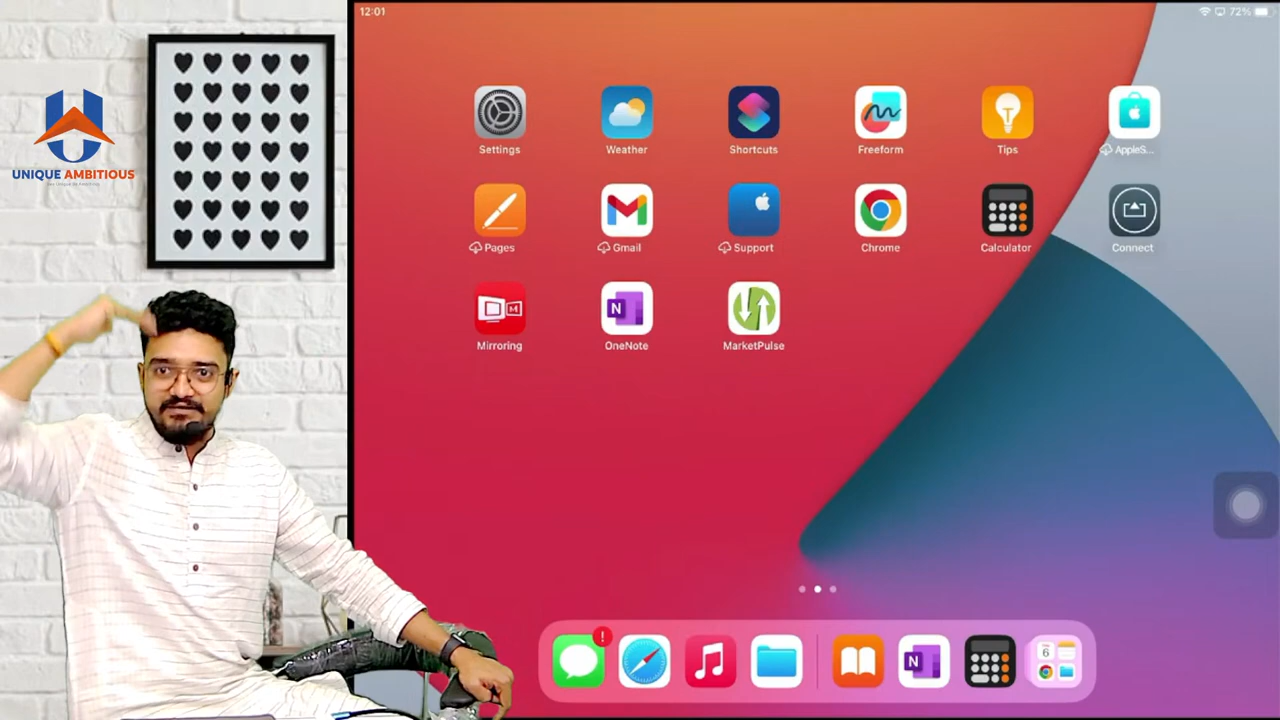 12:01
72%
UNIQUE AMBITIOUS
Settings
Weather
Shortcuts
Freeform
Tips
AppleS...
Pages
Gmail
Support
Chrome
Calculator
Connect
Mirroring
M
OneNote
N
MarketPulse
!
N
6